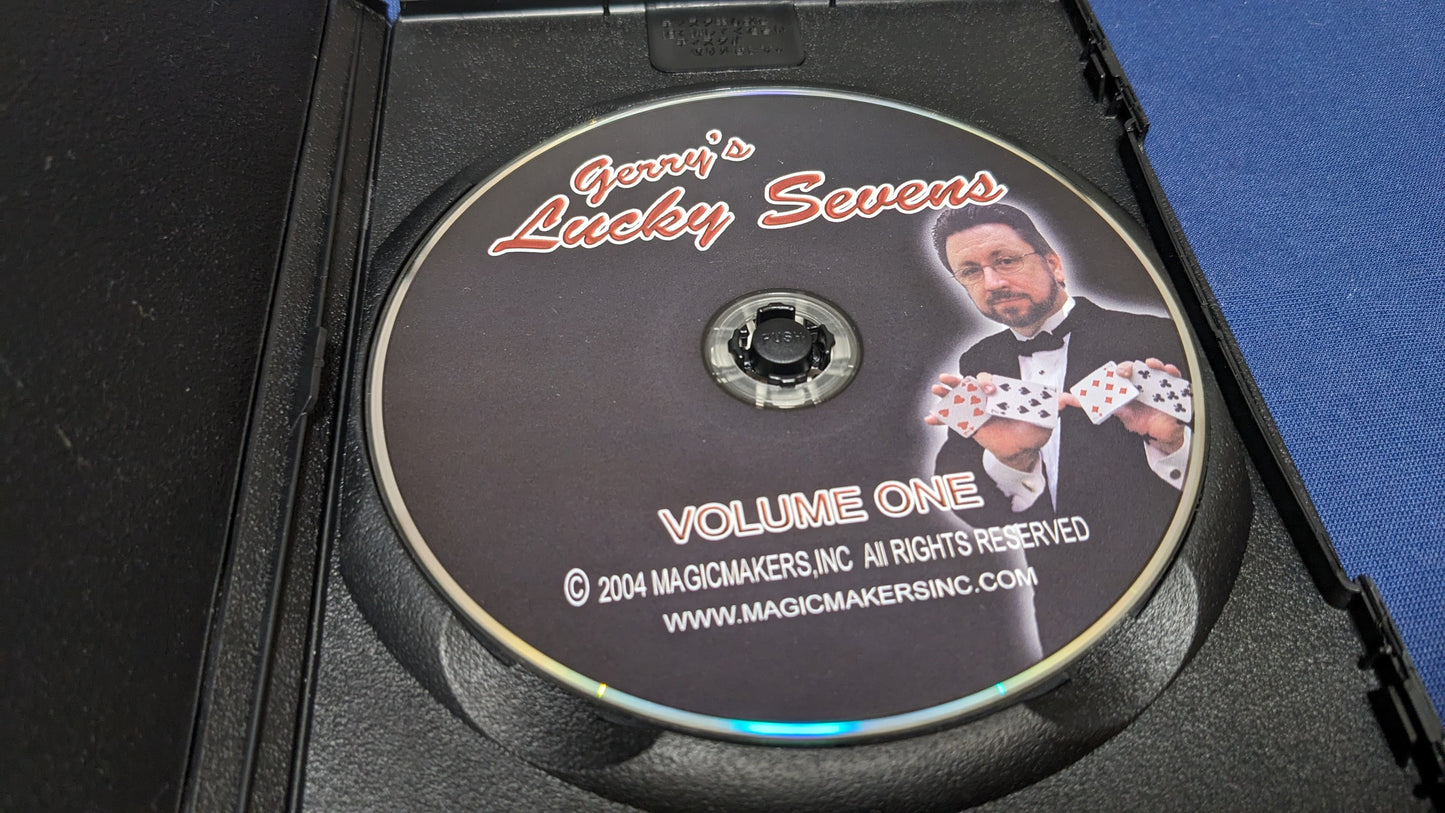 Gerry's
Lucky Sevens
PUSH
VOLUME ONE
© 2004 MAGICMAKERS,INC All RIGHTS RESERVED
WWW.MAGICMAKERSINC.COM